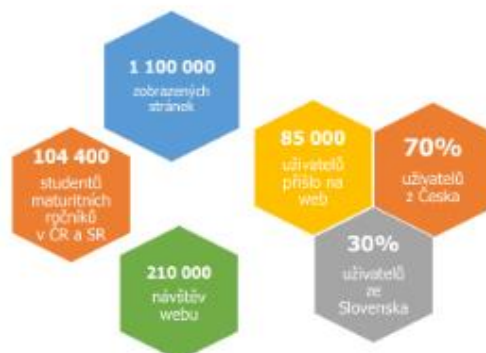 1 100 000
zobrazených
stránek
104 400
studentů
maturitních
ročníků
v ČR a SR
210 000
návštěv
webu
85 000
uživatelů
přišlo na
web
70%
uživatelů
z Česka
30%
uživatelů
ze
Slovenska